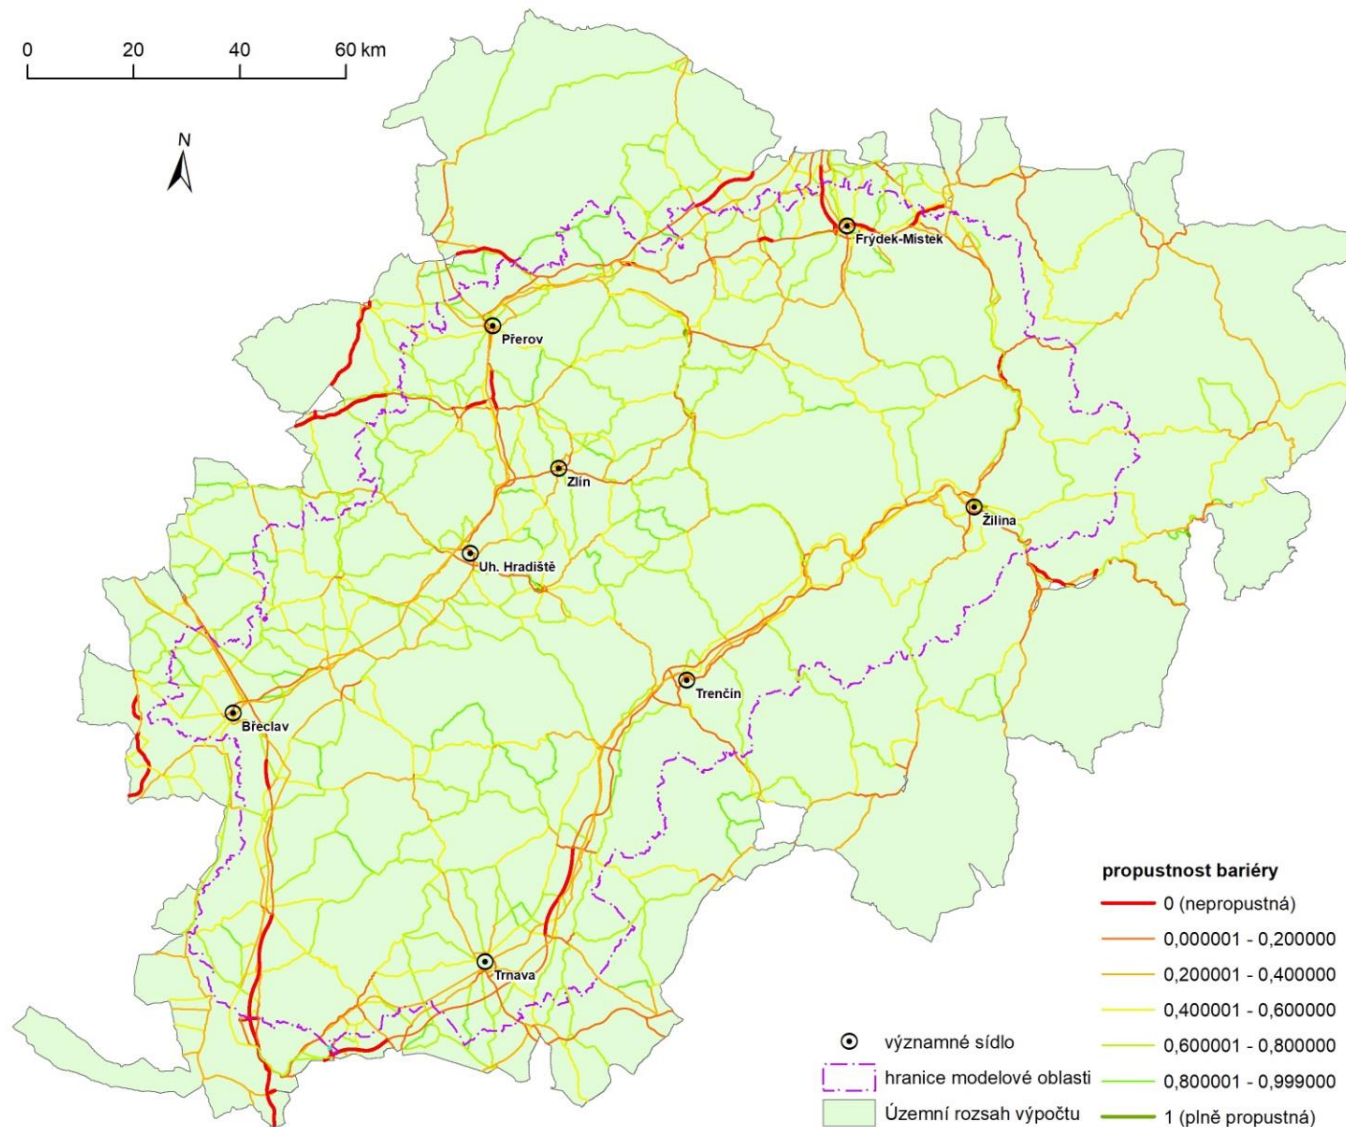 0 20 40 60 km
N
Frýdek-Místek
Přerov
Zlín
Žilina
Uh. Hradiště
Trenčín
Břeclav
Trnava
propustnost bariéry
0 (nepropustná)
0,000001 - 0,200000
0,200001 - 0,400000
0,400001 - 0,600000
0,600001 - 0,800000
0,800001 - 0,999000
1 (plně propustná)
významné sídlo
hranice modelové oblasti
Územní rozsah výpočtu